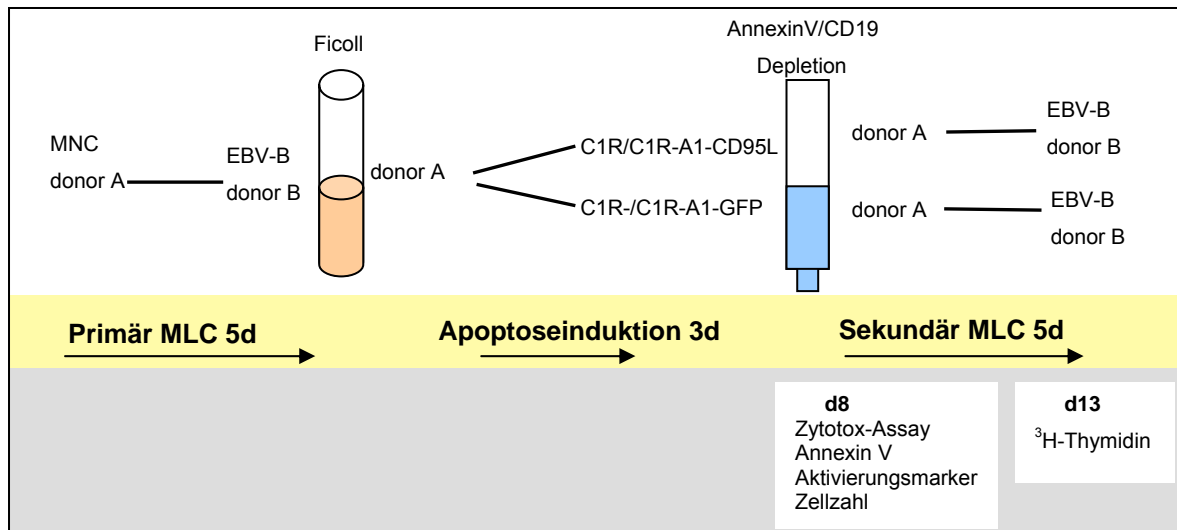 Ficoll
AnnexinV/CD19
Depletion
MNC
donor A
EBV-B
donor B
donor A
C1R/C1R-A1-CD95L
C1R-/C1R-A1-GFP
donor A
EBV-B
donor B
donor A
EBV-B
donor B
Primär MLC 5d
Apoptoseinduktion 3d
Sekundär MLC 5d
d8
Zytotox-Assay
Annexin V
Aktivierungsmarker
Zellzahl
d13
³H-Thymidin